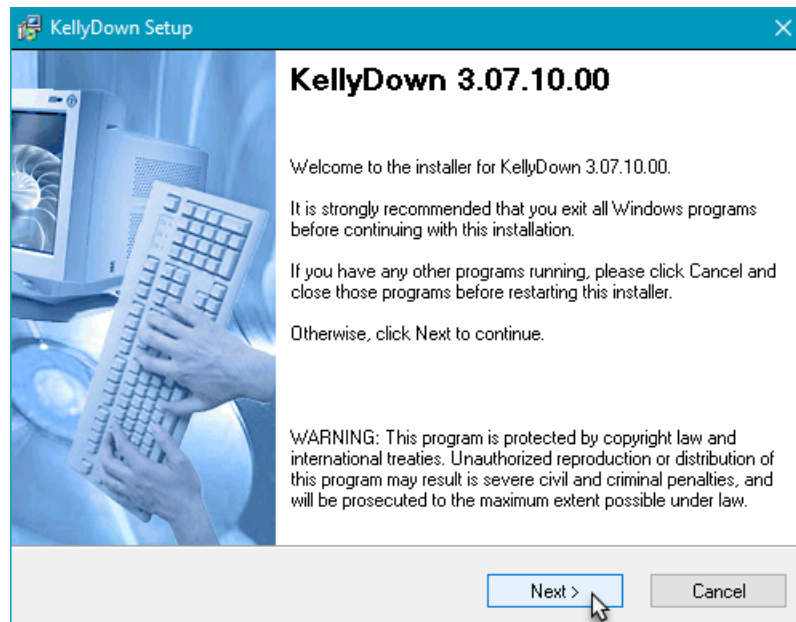 KellyDown Setup
KellyDown 3.07.10.00
Welcome to the installer for KellyDown 3.07.10.00.
It is strongly recommended that you exit all Windows programs
before continuing with this installation.
If you have any other programs running, please click Cancel and
close those programs before restarting this installer.
Otherwise, click Next to continue.
WARNING: This program is protected by copyright law and
international treaties. Unauthorized reproduction or distribution of
this program may result is severe civil and criminal penalties, and
will be prosecuted to the maximum extent possible under law.
Next >
Cancel